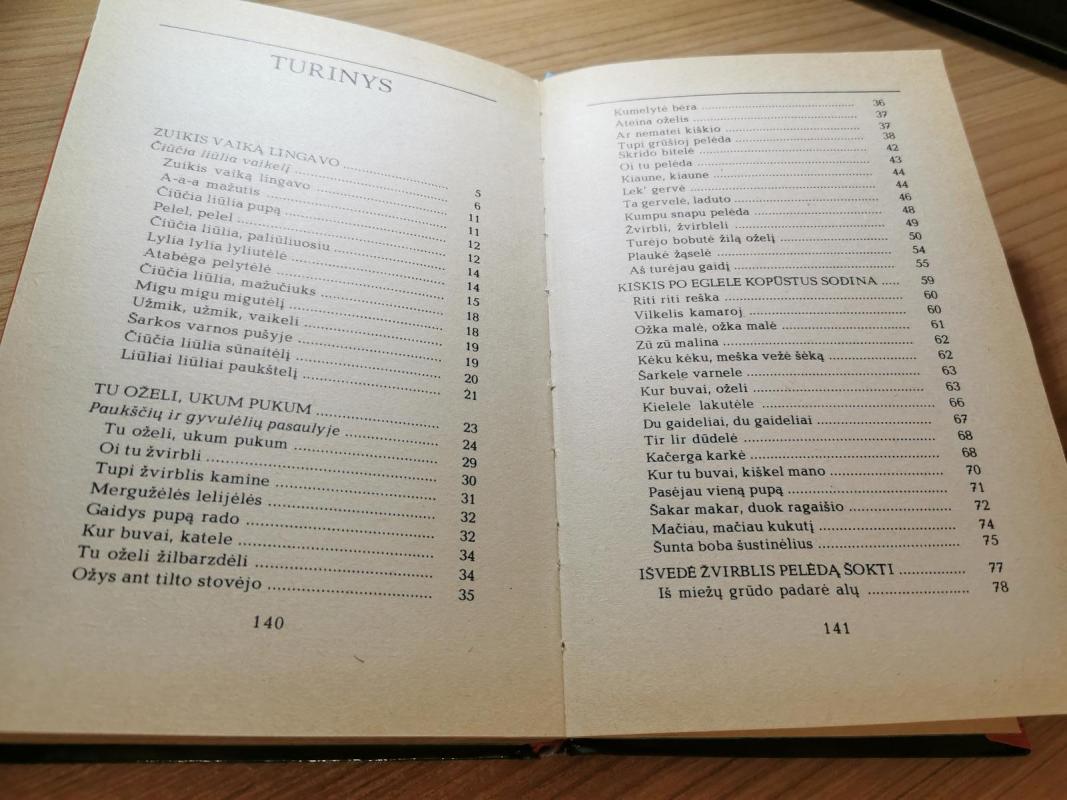 TURINYS
ZUIKIS VAIKĄ LINGAVO ..... 5
Čiūčia liūlia vaikelį ..... 6
Zuikis vaiką lingavo ..... 11
A-a-a mažutis ..... 11
Čiūčia liūlia pupą ..... 12
Pelel, pelel ..... 12
Čiūčia liūlia, paliūliuosiu ..... 14
Lylia lylia lyliutėlė ..... 14
Atabėga pelytėlė ..... 15
Čiūčia liūlia, mažučiuks ..... 18
Migu migu migutėlį ..... 18
Užmik, užmik, vaikeli ..... 19
Šarkos varnos pušyje ..... 19
Čiūčia liūlia sūnaitėlį ..... 20
Liūliai liūliai paukštelį ..... 21
TU OŽELI, UKUM PUKUM ..... 23
Paukščių ir gyvulėlių pasaulyje ..... 24
Tu oželi, ukum pukum ..... 29
Oi tu žvirbli ..... 30
Tupi žvirblis kamine ..... 31
Mergužėlės lelijėlės ..... 32
Gaidys pupą rado ..... 32
Kur buvai, katele ..... 34
Tu oželi žilbarzdėli ..... 34
Ožys ant tilto stovėjo ..... 35
140
Kumelytė bėra ..... 36
Ateina oželis ..... 37
Ar nematei kiškio ..... 37
Tupi grūšioj pelėda ..... 38
Skrido bitelė ..... 42
Oi tu pelėda ..... 43
Kiaune, kiaune ..... 44
Lek' gervė ..... 44
Ta gervelė, laduto ..... 46
Kumpu snapu pelėda ..... 48
Žvirbli, žvirbleli ..... 49
Turėjo bobutė žilą oželį ..... 50
Plaukė žąselė ..... 54
Aš turėjau gaidį ..... 55
KIŠKIS PO EGLELE KOPŪSTUS SODINA ..... 59
Riti riti reška ..... 60
Vilkelis kamaroj ..... 60
Ožka malė, ožka malė ..... 61
Zū zū malina ..... 62
Kėku kėku, meška vežė šėką ..... 62
Šarkele varnele ..... 63
Kur buvai, oželi ..... 63
Kielele lakutėle ..... 66
Du gaideliai, du gaideliai ..... 67
Tir lir dūdelė ..... 68
Kačerga karkė ..... 68
Kur tu buvai, kiškel mano ..... 70
Pasėjau vieną pupą ..... 71
Šakar makar, duok ragaišio ..... 72
Mačiau, mačiau kukutį ..... 74
Šunta boba šustinėlius ..... 75
IŠVEDĖ ŽVIRBLIS PELĖDĄ ŠOKTI ..... 77
Iš miežų grūdo padarė alų ..... 78
141